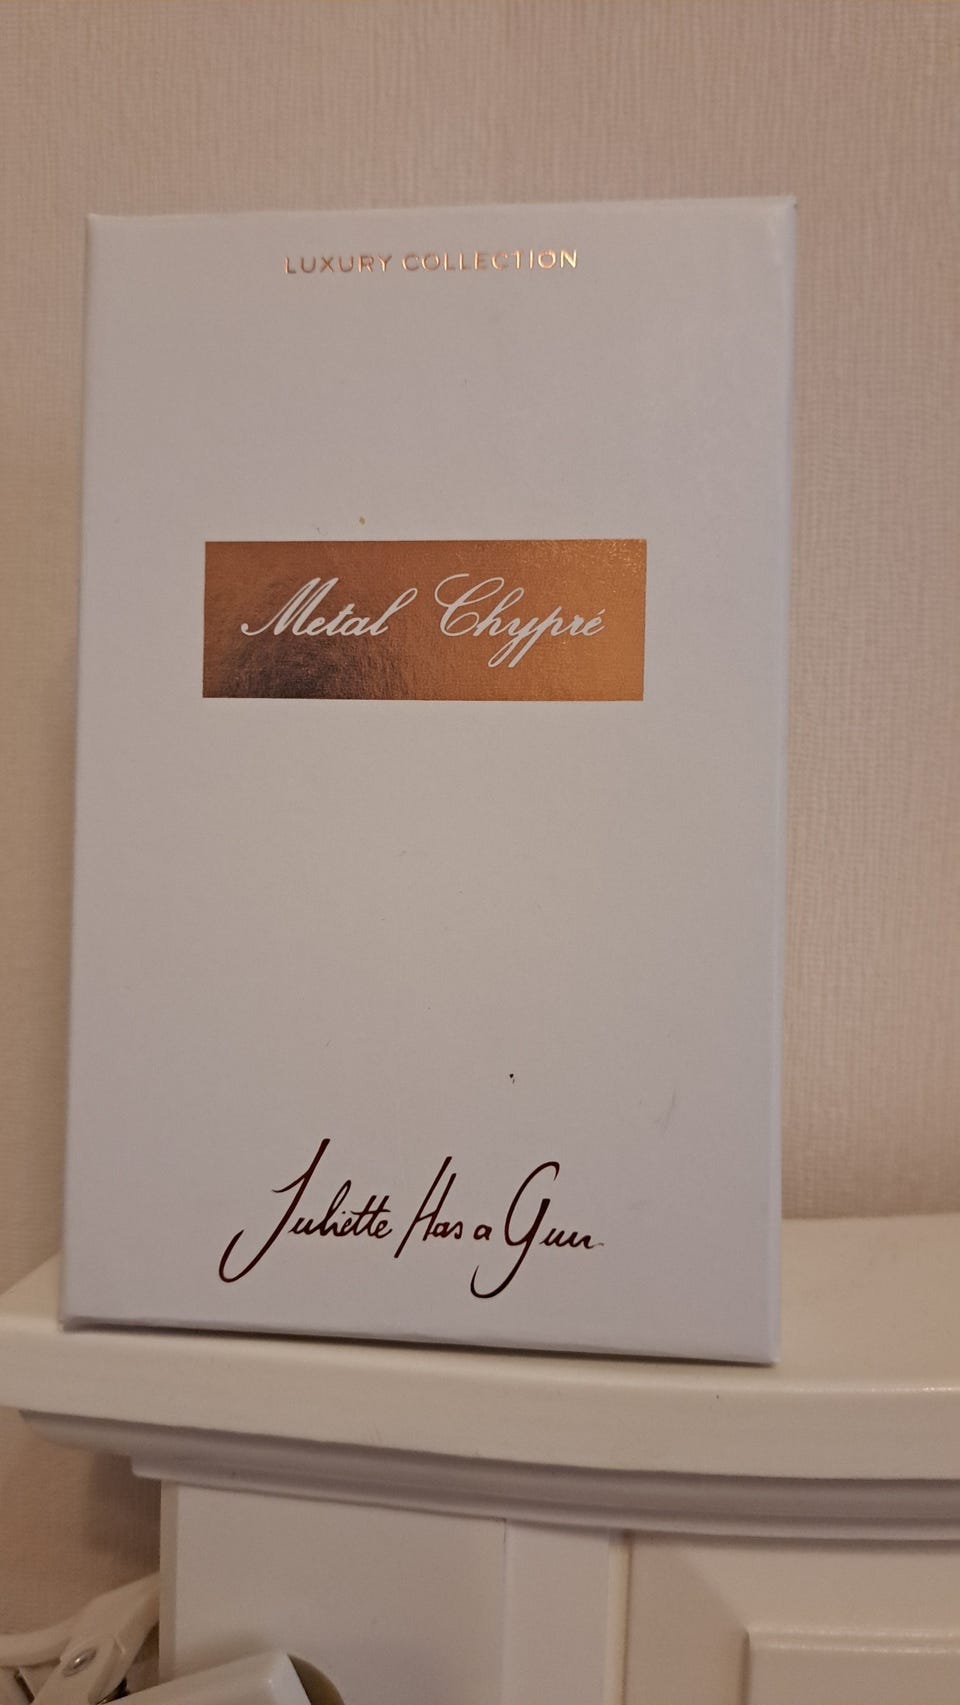 LUXURY COLLECTION
Metal Chypré
Juliette Has a Gun